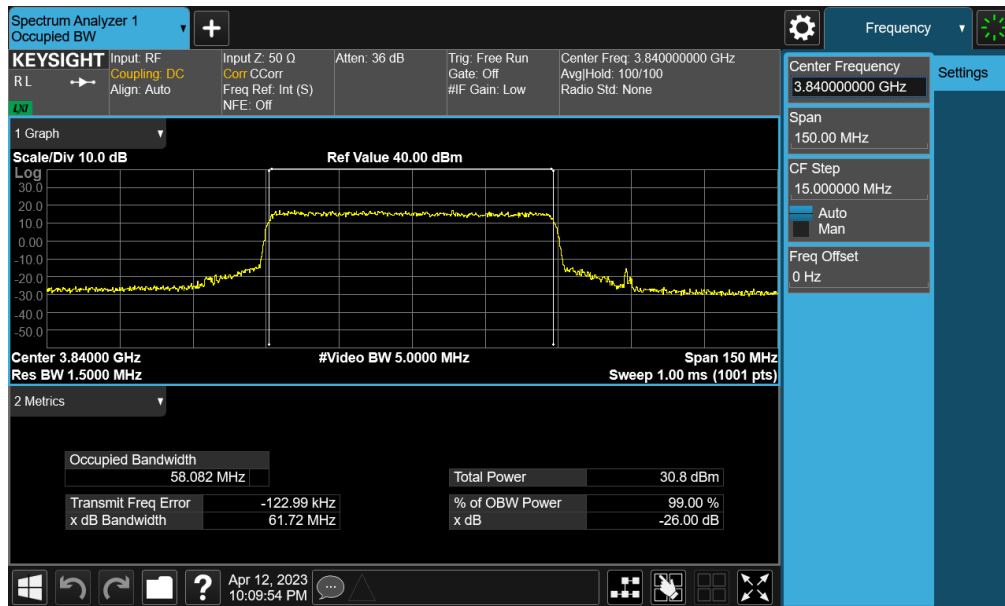 Spectrum Analyzer 1
Occupied BW
Frequency
KEYSIGHT
R L
LXI
Input: RF
Coupling: DC
Align: Auto
Input Z: 50 Ω
Corr CCorr
Freq Ref: Int (S)
NFE: Off
Atten: 36 dB
Trig: Free Run
Gate: Off
#IF Gain: Low
Center Freq: 3.840000000 GHz
Avg|Hold: 100/100
Radio Std: None
Center Frequency
3.840000000 GHz
Settings
Span
150.00 MHz
CF Step
15.000000 MHz
Auto
Man
Freq Offset
0 Hz
1 Graph
Scale/Div 10.0 dB
Ref Value 40.00 dBm
Log
30.0
20.0
10.0
0.00
-10.0
-20.0
-30.0
-40.0
-50.0
Center 3.84000 GHz
#Video BW 5.0000 MHz
Span 150 MHz
Res BW 1.5000 MHz
Sweep 1.00 ms (1001 pts)
2 Metrics
Occupied Bandwidth
58.082 MHz
Total Power
30.8 dBm
Transmit Freq Error
-122.99 kHz
% of OBW Power
99.00 %
x dB Bandwidth
61.72 MHz
x dB
-26.00 dB
?
Apr 12, 2023
10:09:54 PM